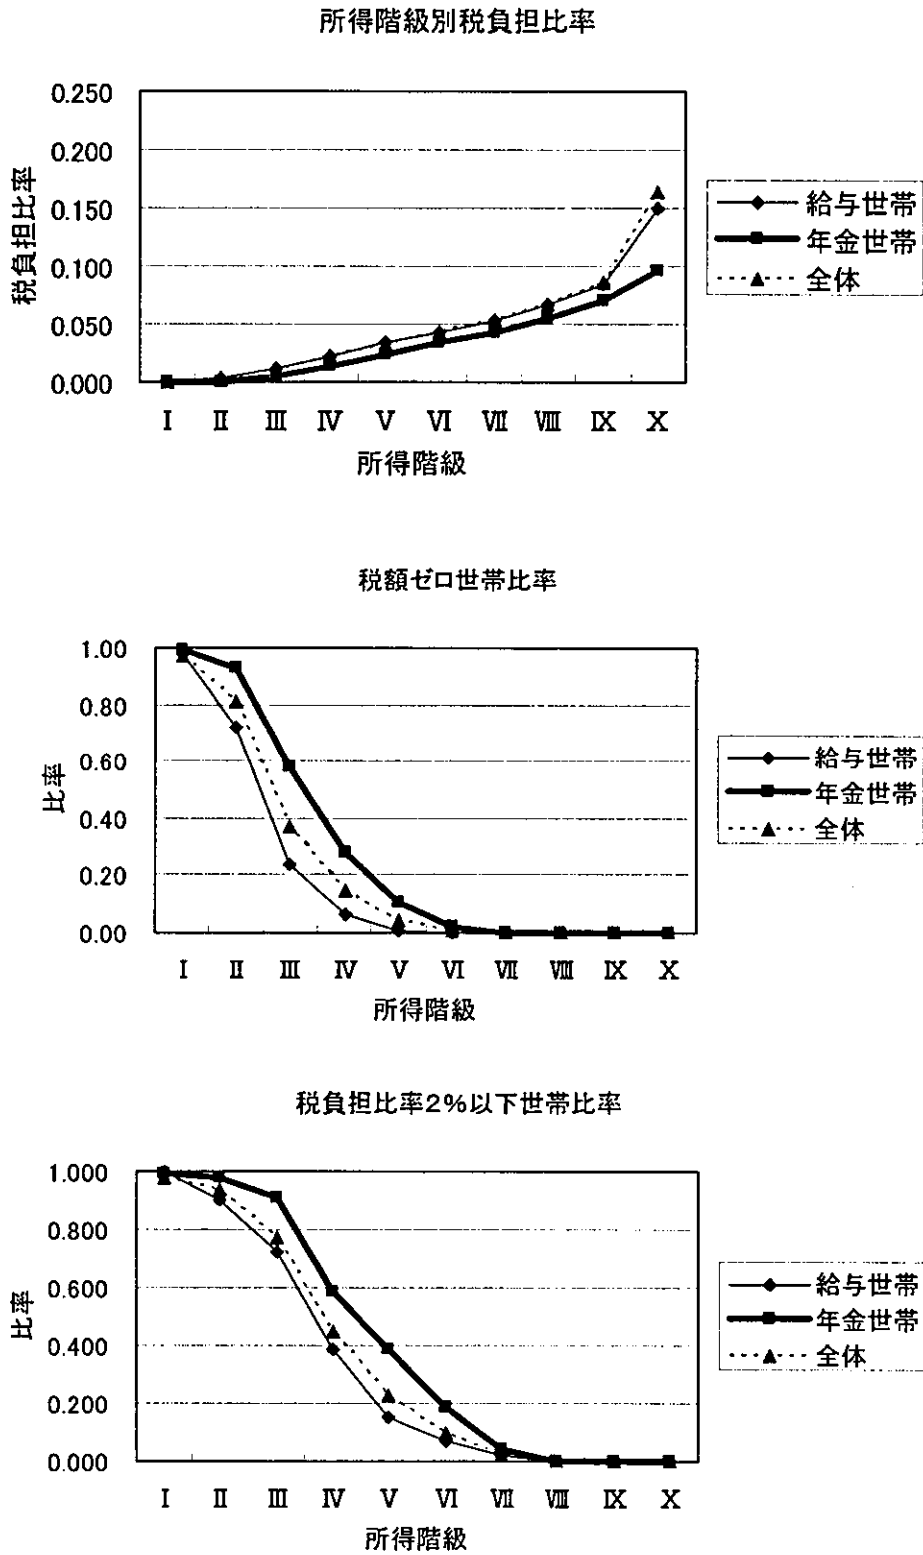 所得階級別税負担比率
0.250
0.200
0.150
0.100
0.050
0.000
税負担比率
Ⅰ Ⅱ Ⅲ Ⅳ Ⅴ Ⅵ Ⅶ Ⅷ Ⅸ Ⅹ
所得階級
給与世帯
年金世帯
全体
税額ゼロ世帯比率
1.00
0.80
0.60
0.40
0.20
0.00
比率
Ⅰ Ⅱ Ⅲ Ⅳ Ⅴ Ⅵ Ⅶ Ⅷ Ⅸ Ⅹ
所得階級
給与世帯
年金世帯
全体
税負担比率2%以下世帯比率
1.000
0.800
0.600
0.400
0.200
0.000
比率
Ⅰ Ⅱ Ⅲ Ⅳ Ⅴ Ⅵ Ⅶ Ⅷ Ⅸ Ⅹ
所得階級
給与世帯
年金世帯
全体